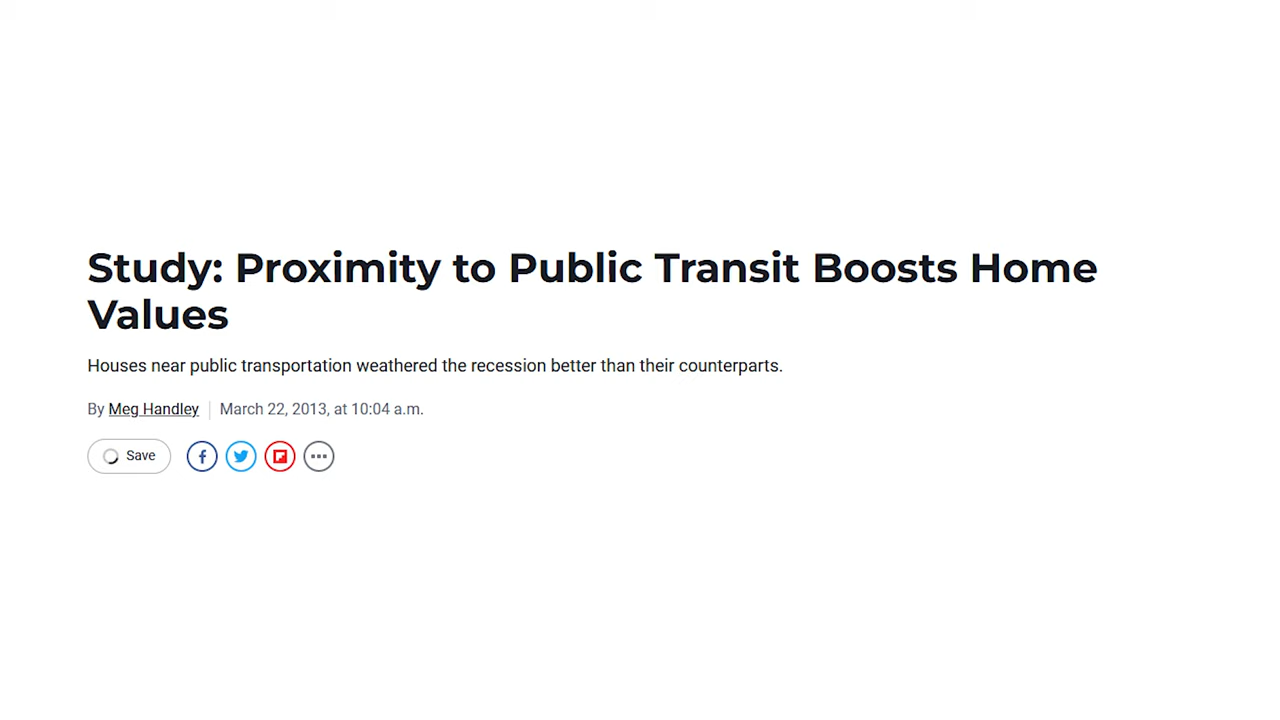 Study: Proximity to Public Transit Boosts Home
Values
Houses near public transportation weathered the recession better than their counterparts.
By Meg Handley March 22, 2013, at 10:04 a.m.
Save